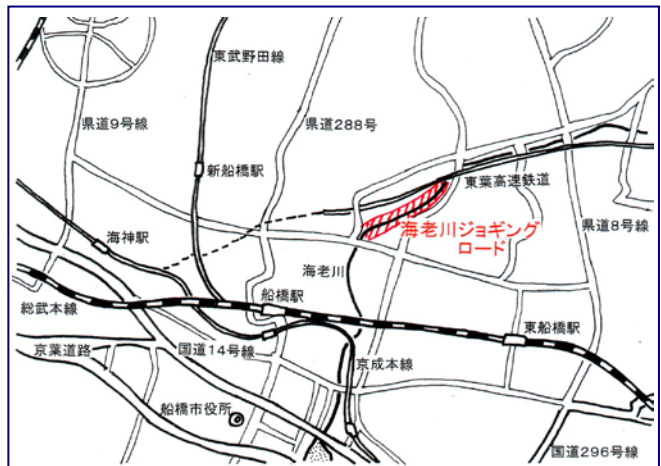 東武野田線
県道9号線
県道288号
新船橋駅
東葉高速鉄道
海老川ジョギング
ロード
県道8号線
海神駅
海老川
船橋駅
総武本線
東船橋駅
国道14号線
京成本線
京葉道路
船橋市役所
国道296号線